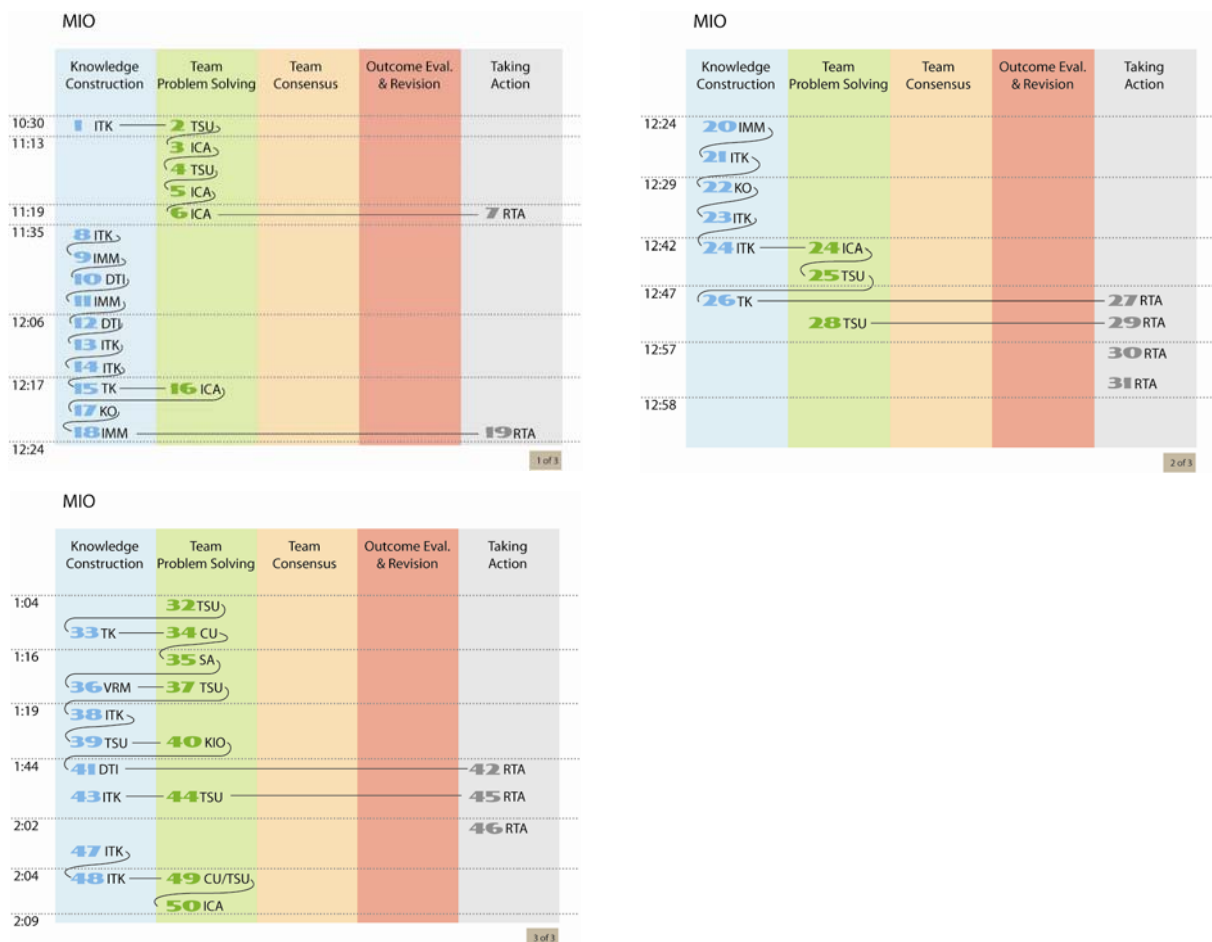 MIO
Knowledge Construction
Team Problem Solving
Team Consensus
Outcome Eval. & Revision
Taking Action
10:30
1 ITK
2 TSU
11:13
3 ICA
4 TSU
5 ICA
11:19
6 ICA
7 RTA
11:35
8 ITK
9 IMM
10 DTI
11 IMM
12:06
12 DTI
13 ITK
14 ITK
12:17
15 TK
16 ICA
17 KO
18 IMM
19 RTA
12:24
1 of 3
MIO
Knowledge Construction
Team Problem Solving
Team Consensus
Outcome Eval. & Revision
Taking Action
12:24
20 IMM
21 ITK
12:29
22 KO
23 ITK
12:42
24 ITK
24 ICA
25 TSU
12:47
26 TK
27 RTA
28 TSU
29 RTA
12:57
30 RTA
31 RTA
12:58
2 of 3
MIO
Knowledge Construction
Team Problem Solving
Team Consensus
Outcome Eval. & Revision
Taking Action
1:04
32 TSU
33 TK
34 CU
1:16
35 SA
36 VRM
37 TSU
1:19
38 ITK
39 TSU
40 KIO
1:44
41 DTI
42 RTA
43 ITK
44 TSU
45 RTA
2:02
46 RTA
47 ITK
2:04
48 ITK
49 CU/TSU
50 ICA
2:09
3 of 3